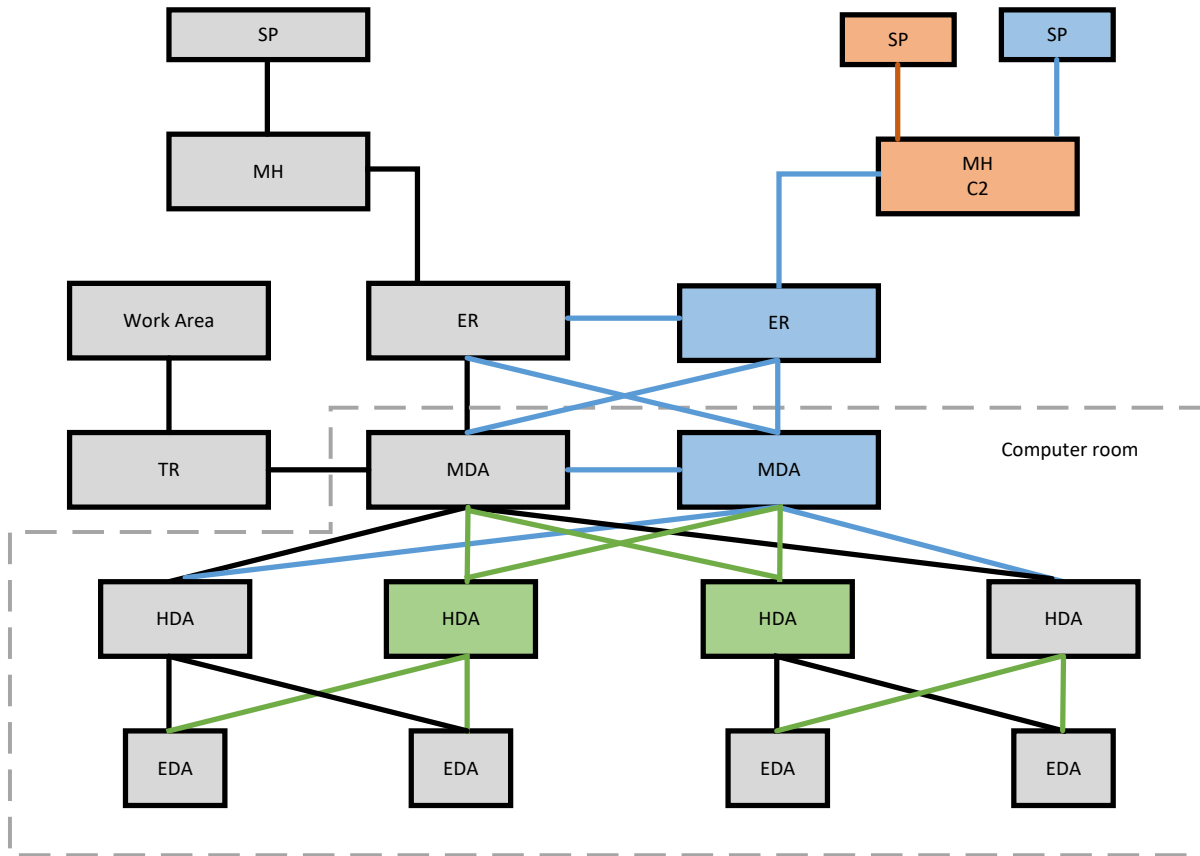 SP
SP
SP
MH
MH
C2
Work Area
ER
ER
TR
MDA
MDA
Computer room
HDA
HDA
HDA
HDA
EDA
EDA
EDA
EDA